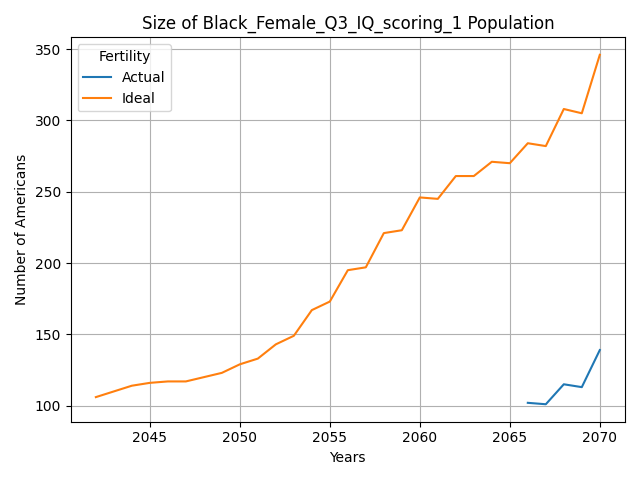 Size of Black_Female_Q3_IQ_scoring_1 Population
Fertility
Actual
Ideal
Number of Americans
350
300
250
200
150
100
2045
2050
2055
2060
2065
2070
Years